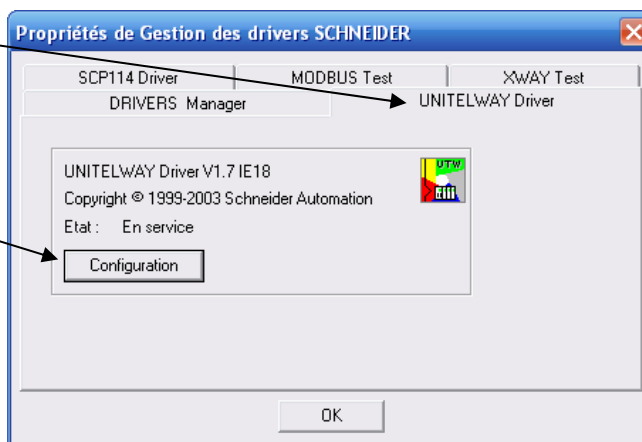 Propriétés de Gestion des drivers SCHNEIDER
SCP114 Driver MODBUS Test XWAY Test
DRIVERS Manager UNITELWAY Driver
UNITELWAY Driver V1.7 IE18
UTW
Copyright © 1999-2003 Schneider Automation
Etat : En service
Configuration
OK